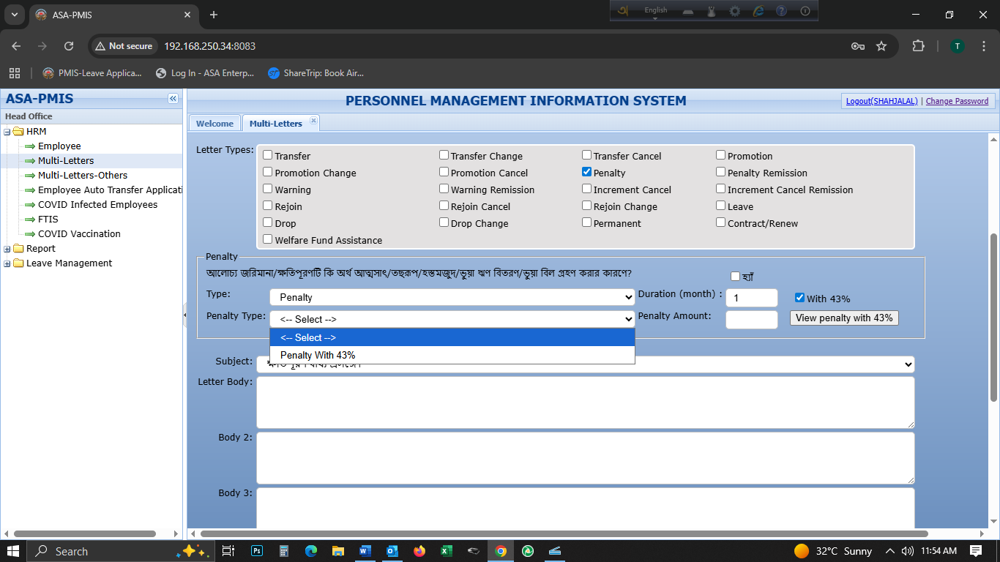 ASA-PMIS
English
Not secure 192.168.250.34:8083
T
PMIS-Leave Applica... Log In - ASA Enterp... ShareTrip: Book Air...
ASA-PMIS
PERSONNEL MANAGEMENT INFORMATION SYSTEM
Logout(SHAHJALAL) | Change Password
Head Office
Welcome Multi-Letters
HRM
Employee
Multi-Letters
Multi-Letters-Others
Employee Auto Transfer Applicati
COVID Infected Employees
FTIS
COVID Vaccination
Report
Leave Management
Letter Types:
Transfer Transfer Change Transfer Cancel Promotion
Promotion Change Promotion Cancel Penalty Penalty Remission
Warning Warning Remission Increment Cancel Increment Cancel Remission
Rejoin Rejoin Cancel Rejoin Change Leave
Drop Drop Change Permanent Contract/Renew
Welfare Fund Assistance
Penalty
আলোচ্য জরিমানা/ক্ষতিপূরণটি কি অর্থ আত্মসাৎ/তছরূপ/হস্তমজুদ/ভুয়া ঋণ বিতরণ/ভুয়া বিল গ্রহণ করার কারণে? হ্যাঁ
Type: Penalty Duration (month) : 1 With 43%
Penalty Type: <-- Select --> Penalty Amount: View penalty with 43%
<-- Select -->
Penalty With 43%
Subject:
Letter Body:
Body 2:
Body 3:
Search
Ps
32°C Sunny 11:54 AM